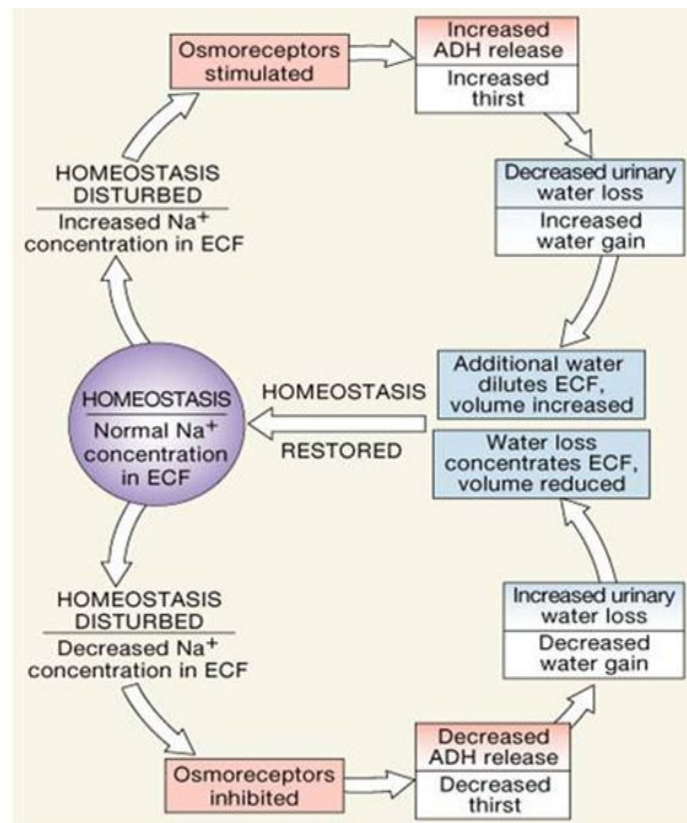 Osmoreceptors
stimulated
Increased
ADH release
Increased
thirst
Decreased urinary
water loss
Increased
water gain
HOMEOSTASIS
DISTURBED
Increased Na⁺
concentration in ECF
Additional water
dilutes ECF,
volume increased
HOMEOSTASIS
RESTORED
HOMEOSTASIS
Normal Na⁺
concentration
in ECF
Water loss
concentrates ECF,
volume reduced
HOMEOSTASIS
DISTURBED
Decreased Na⁺
concentration in ECF
Osmoreceptors
inhibited
Decreased
ADH release
Decreased
thirst
Increased urinary
water loss
Decreased
water gain